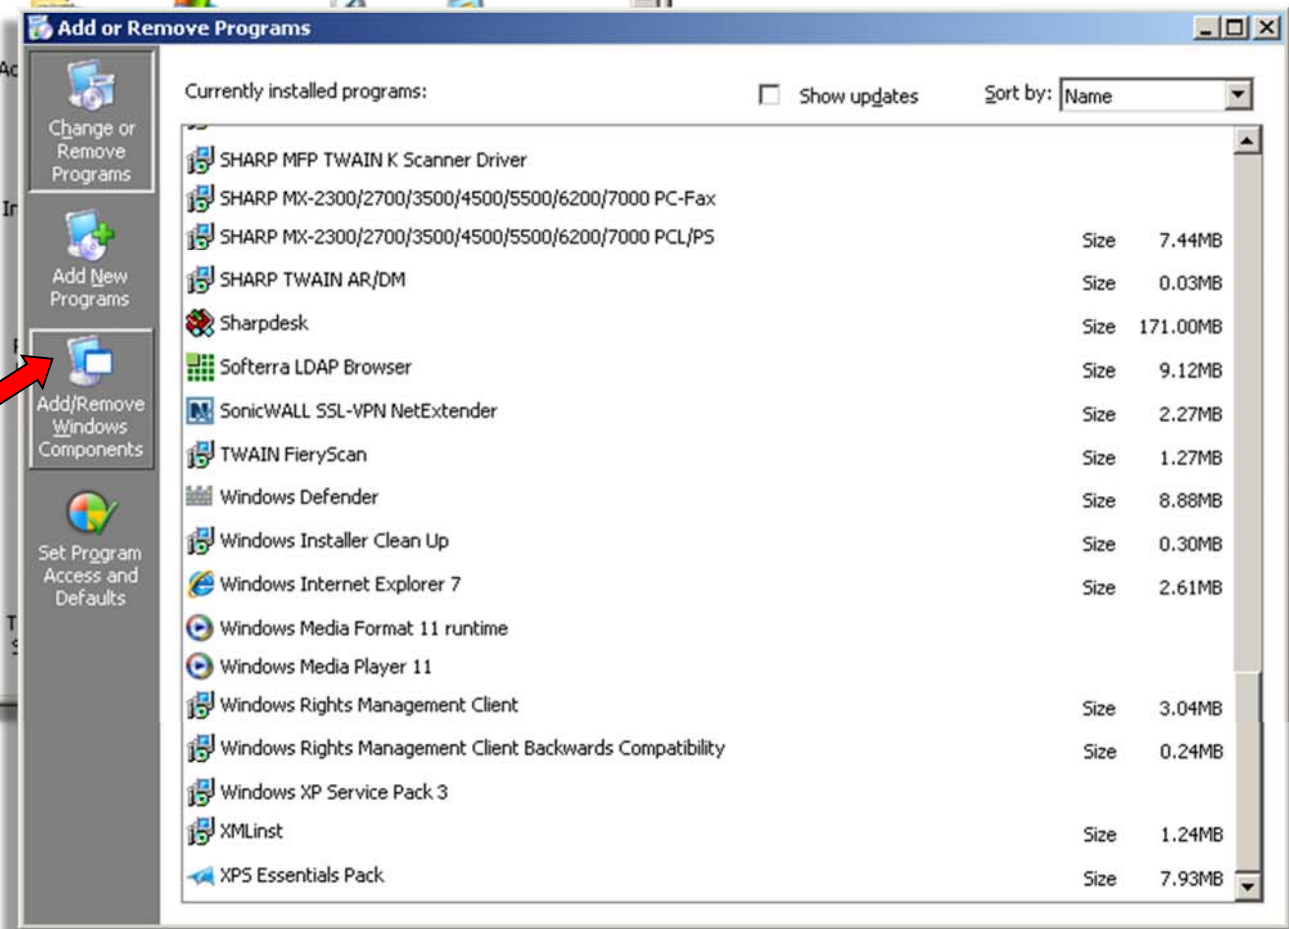 Add or Remove Programs
Change or
Remove
Programs
Add New
Programs
Add/Remove
Windows
Components
Set Program
Access and
Defaults
Currently installed programs:
Show updates
Sort by: Name
SHARP MFP TWAIN K Scanner Driver
SHARP MX-2300/2700/3500/4500/5500/6200/7000 PC-Fax
SHARP MX-2300/2700/3500/4500/5500/6200/7000 PCL/PS Size 7.44MB
SHARP TWAIN AR/DM Size 0.03MB
Sharpdesk Size 171.00MB
Softerra LDAP Browser Size 9.12MB
SonicWALL SSL-VPN NetExtender Size 2.27MB
TWAIN FieryScan Size 1.27MB
Windows Defender Size 8.88MB
Windows Installer Clean Up Size 0.30MB
Windows Internet Explorer 7 Size 2.61MB
Windows Media Format 11 runtime
Windows Media Player 11
Windows Rights Management Client Size 3.04MB
Windows Rights Management Client Backwards Compatibility Size 0.24MB
Windows XP Service Pack 3
XMLinst Size 1.24MB
XPS Essentials Pack Size 7.93MB